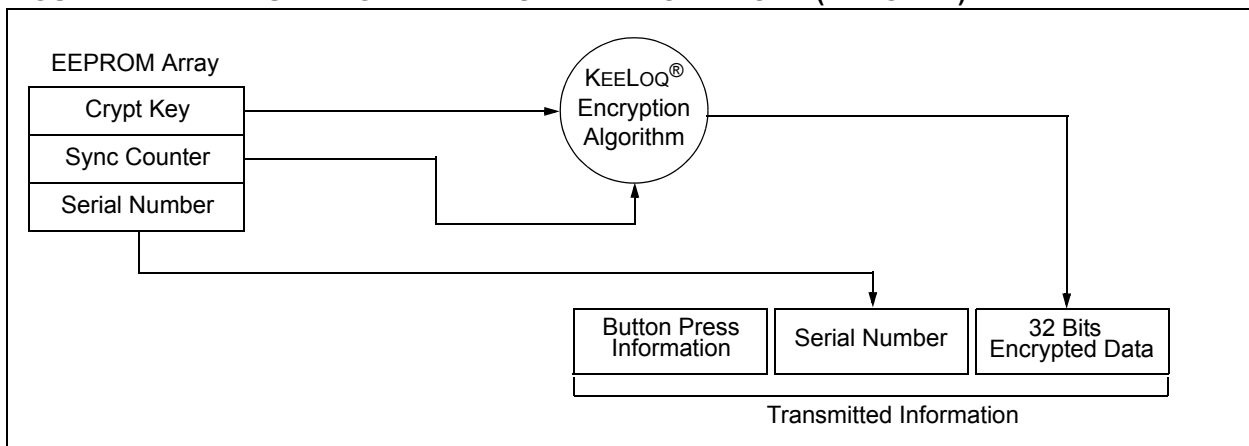 EEPROM Array
Crypt Key
Sync Counter
Serial Number
KEELOQ®
Encryption
Algorithm
Button Press
Information
Serial Number
32 Bits
Encrypted Data
Transmitted Information